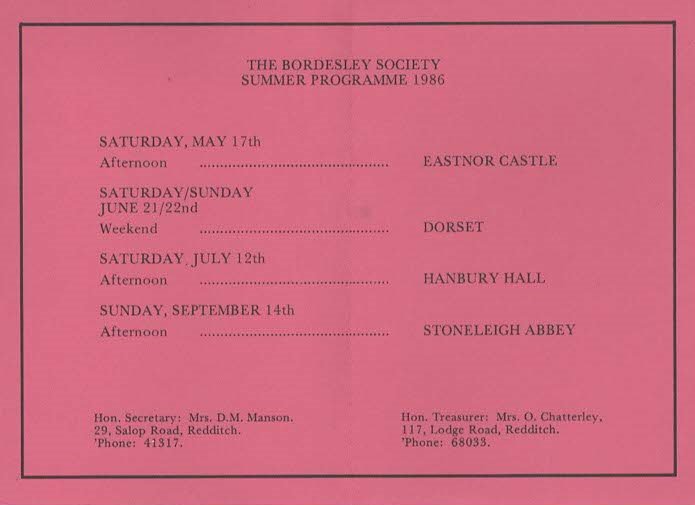 THE BORDESLEY SOCIETY
SUMMER PROGRAMME 1986
SATURDAY, MAY 17th
Afternoon ................................................ EASTNOR CASTLE
SATURDAY/SUNDAY
JUNE 21/22nd
Weekend ................................................ DORSET
SATURDAY, JULY 12th
Afternoon ................................................ HANBURY HALL
SUNDAY, SEPTEMBER 14th
Afternoon ................................................ STONELEIGH ABBEY
Hon. Secretary: Mrs. D.M. Manson.
29, Salop Road, Redditch.
'Phone: 41317.
Hon. Treasurer: Mrs. O. Chatterley,
117, Lodge Road, Redditch.
'Phone: 68033.